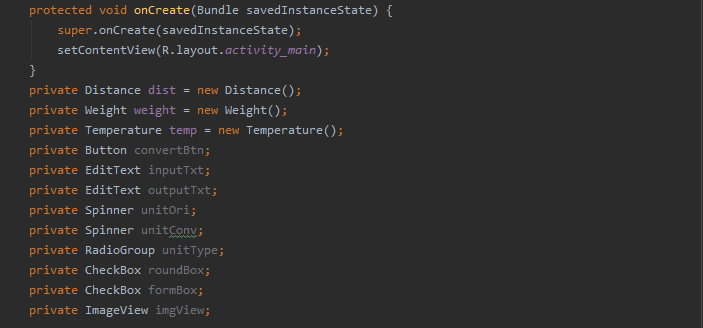 protected void onCreate(Bundle savedInstanceState) {
super.onCreate(savedInstanceState);
setContentView(R.layout.activity_main);
}
private Distance dist = new Distance();
private Weight weight = new Weight();
private Temperature temp = new Temperature();
private Button convertBtn;
private EditText inputTxt;
private EditText outputTxt;
private Spinner unitOri;
private Spinner unitConv;
private RadioGroup unitType;
private CheckBox roundBox;
private CheckBox formBox;
private ImageView imgView;